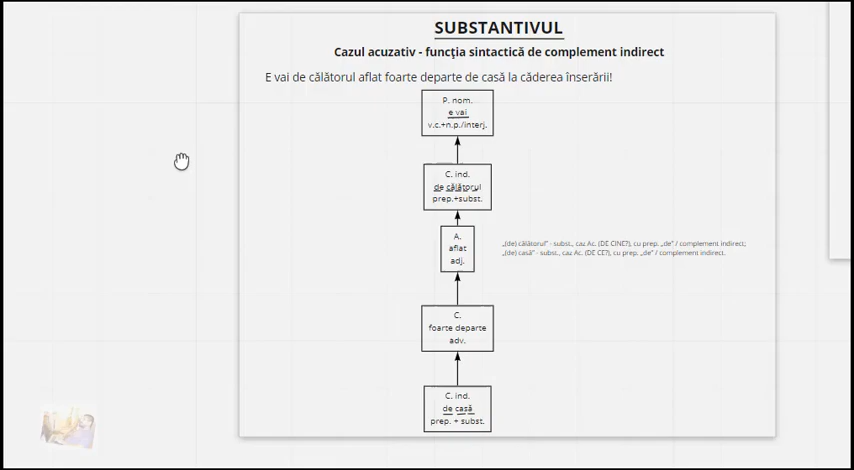 SUBSTANTIVUL
Cazul acuzativ - funcția sintactică de complement indirect
E vai de călătorul aflat foarte departe de casă la căderea înserării!
P. nom.
e vai
v.c.+n.p./interj.
C. ind.
de călătorul
prep.+subst.
A.
aflat
adj.
„(de) călătorul” - subst., caz Ac. (DE CINE?), cu prep. „de” / complement indirect;
„(de) casă” - subst., caz Ac. (DE CE?), cu prep. „de” / complement indirect.
C.
foarte departe
adv.
C. ind.
de casă
prep. + subst.